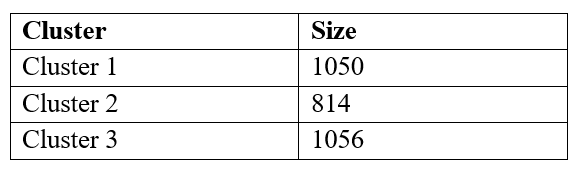 Cluster Size
Cluster 1 1050
Cluster 2 814
Cluster 3 1056